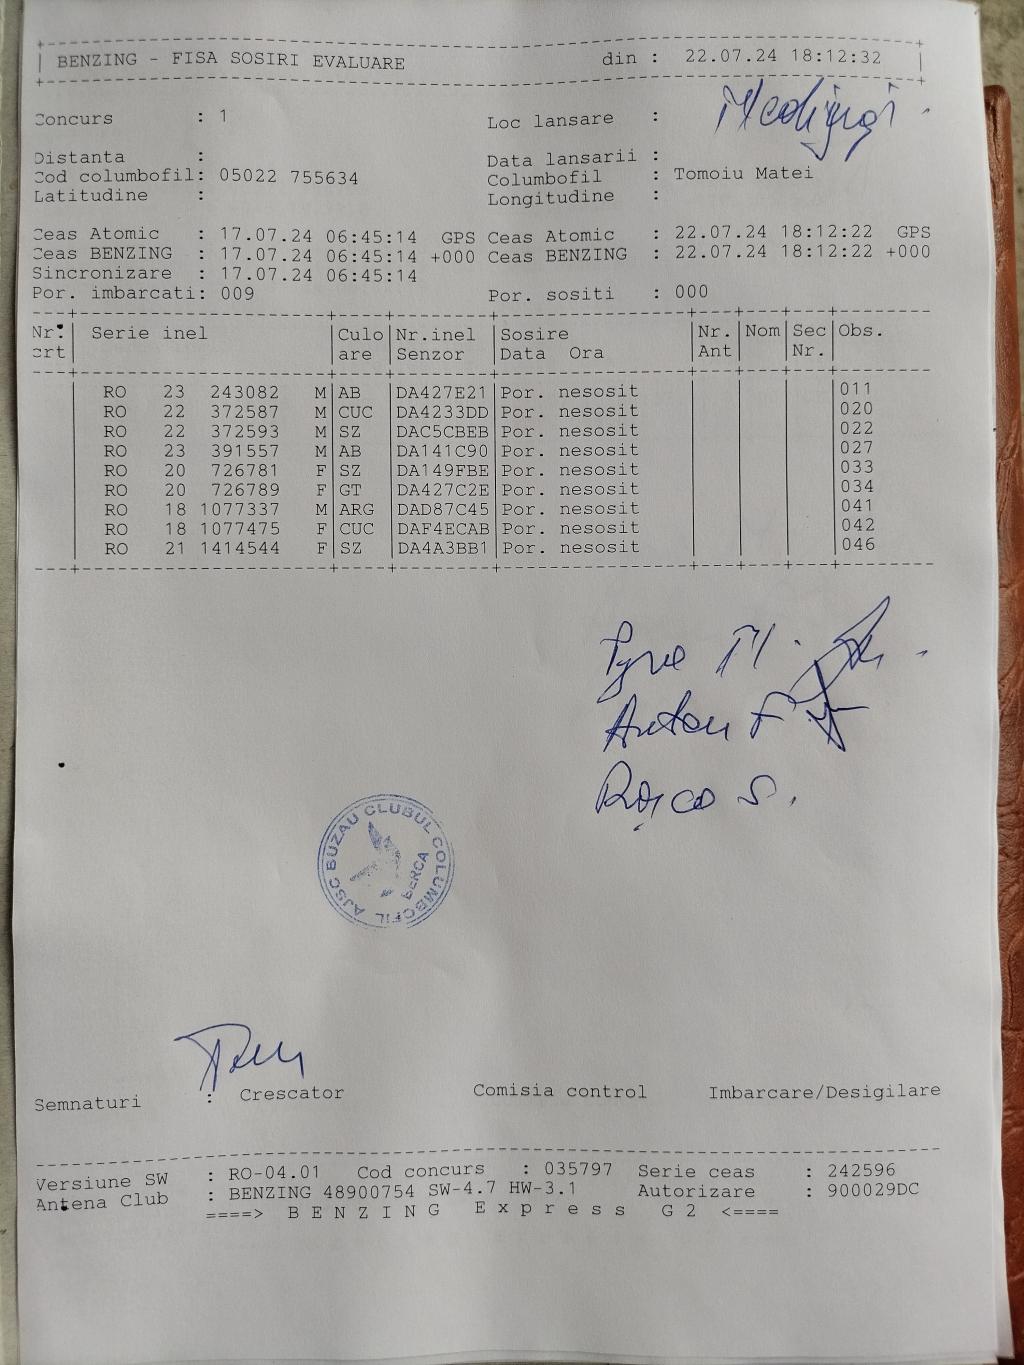 BENZING - FISA SOSIRI EVALUARE din : 22.07.24 18:12:32
Concurs : 1 Loc lansare :
Distanta : Data lansarii :
Cod columbofil: 05022 755634 Columbofil : Tomoiu Matei
Latitudine : Longitudine :
Ceas Atomic : 17.07.24 06:45:14 GPS Ceas Atomic : 22.07.24 18:12:22 GPS
Ceas BENZING : 17.07.24 06:45:14 +000 Ceas BENZING : 22.07.24 18:12:22 +000
Sincronizare : 17.07.24 06:45:14
Por. imbarcati: 009 Por. sositi : 000
Nr. Serie inel Culo Nr.inel Sosire Nr. Nom Sec Obs.
crt are Senzor Data Ora Ant Nr.
RO 23 243082 M AB DA427E21 Por. nesosit 011
RO 22 372587 M CUC DA4233DD Por. nesosit 020
RO 22 372593 M SZ DAC5CBEB Por. nesosit 022
RO 23 391557 M AB DA141C90 Por. nesosit 027
RO 20 726781 F SZ DA149FBE Por. nesosit 033
RO 20 726789 F GT DA427C2E Por. nesosit 034
RO 18 1077337 M ARG DAD87C45 Por. nesosit 041
RO 18 1077475 F CUC DAF4ECAB Por. nesosit 042
RO 21 1414544 F SZ DA4A3BB1 Por. nesosit 046
Anton F
Roșca S.
AJSC BUZAU CLUBUL COLUMBOFIL
BERCA
Semnaturi : Crescator Comisia control Imbarcare/Desigilare
Versiune SW : RO-04.01 Cod concurs : 035797 Serie ceas : 242596
Antena Club : BENZING 48900754 SW-4.7 HW-3.1 Autorizare : 900029DC
====> B E N Z I N G E x p r e s s G 2 <====